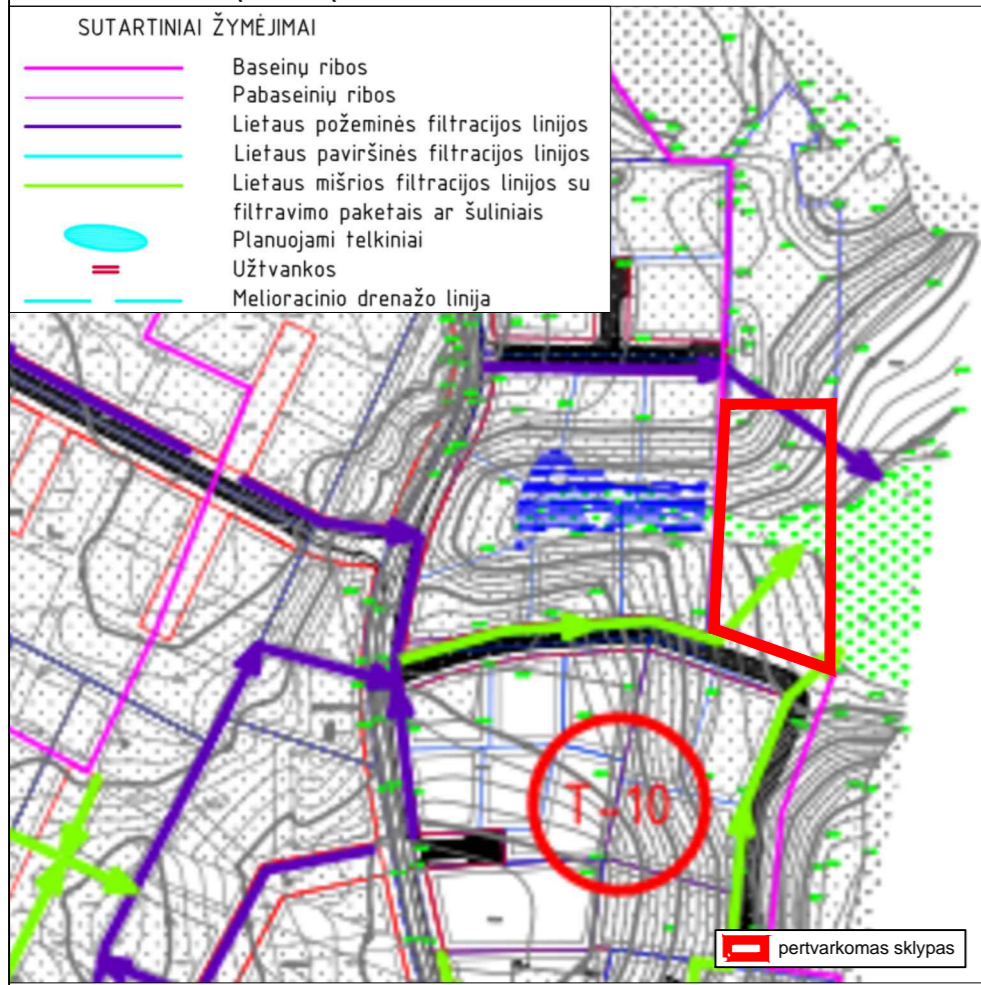 SUTARTINIAI ŽYMĖJIMAI
Baseinų ribos
Pabaseinių ribos
Lietaus požeminės filtracijos linijos
Lietaus paviršinės filtracijos linijos
Lietaus mišrios filtracijos linijos su
filtravimo paketais ar šuliniais
Planuojami telkiniai
Užtvankos
Melioracinio drenažo linija
T-10
pertvarkomas sklypas